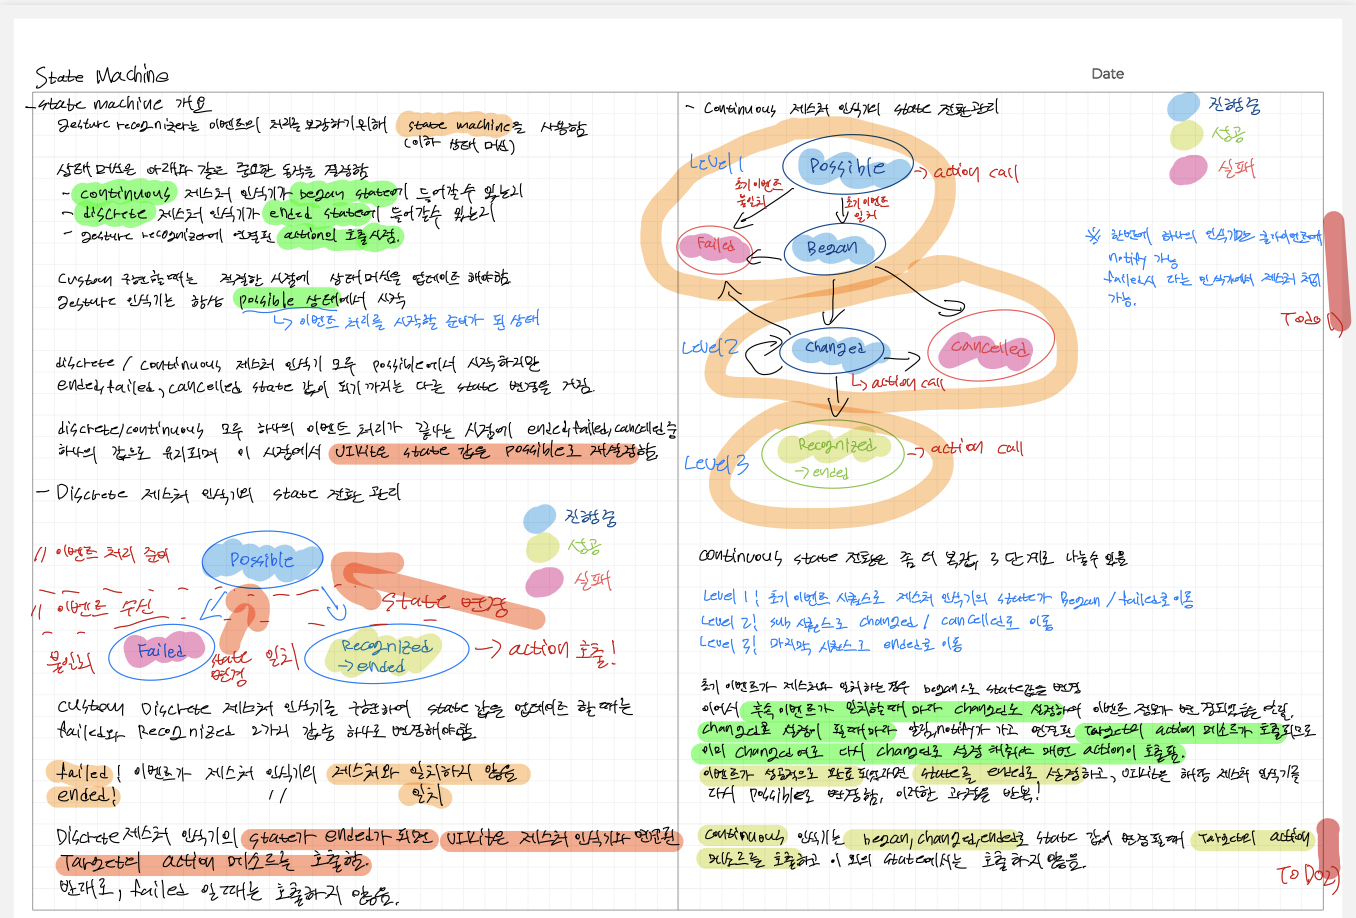 State Machine
Date
- state machine 개요
gesture recognizer는 이벤트의 처리를 보장하기위해 state machine을 사용함
(이하 상태 머신)
상태 머신은 아래와 같은 중요한 동작을 결정함
- continuous 제스처 인식기가 began state에 들어갈수 있는지
- discrete 제스처 인식기가 ended state에 들어갈수 있는지
- gesture recognizer에 연결된 action의 호출시점.
custom 구현할때는 적절한 시점에 상태머신을 업데이트 해야함
gesture 인식기는 항상 possible 상태에서 시작
↳ 이벤트 처리를 시작할 준비가 된 상태
discrete / continuous 제스처 인식기 모두 possible에서 시작하지만
ended, failed, cancelled state 값이 되기 까지는 다른 state 변경을 거침
discrete/continuous 모두 하나의 이벤트 처리가 끝나는 시점에 ended, failed, cancelled 중
하나의 값으로 유지되며 이 시점에서 UIKit은 state 값을 possible로 재설정함
- Discrete 제스처 인식기의 state 전환 관리
진행중
성공
실패
// 이벤트 처리 준비
Possible
State 변경
// 이벤트 수신
불일치
Failed
state
변경
일치
Recognized
→ ended
→ action 호출!
custom Discrete 제스처 인식기를 구현하여 state 값을 업데이트 할때는
failed와 Recognized 2가지 값중 하나로 변경해야함
failed! 이벤트가 제스처 인식기의 제스처와 일치하지 않음
ended! // 일치
Discrete 제스처 인식기의 state가 ended가 되면 UIKit은 제스처 인식기와 연관된
Target의 action 메소드를 호출함.
반대로, failed 일때는 호출하지 않음.
- Continuous 제스처 인식기의 state 전환관리
진행중
성공
실패
Level 1
Possible
→ action call
초기이벤트
불일치
초기이벤트
일치
Failed
Began
※ 한번에 하나의 인식기만
notify 가능
failed시 다른 인식기에서 제스처 처리
가능.
Todo 1)
Level 2
Changed
Cancelled
↳ action call
Level 3
Recognized
→ ended
→ action call
continuous state 전환은 좀 더 복잡, 3 단계로 나눌수 있음
Level 1: 초기 이벤트 시퀀스로 제스처 인식기의 state가 Began / failed로 이동
Level 2: sub 시퀀스로 changed / cancelled로 이동
Level 3: 마지막 시퀀스로 ended로 이동
초기 이벤트가 제스처와 일치하는경우 began으로 state값을 변경
이어서 후속 이벤트가 일치할때 마다 changed로 설정하여 이벤트 정보가 변경되었음을 알림.
changed로 설정이 될때마다 알림, notify가 가고 연결된 Target의 action 메소드가 호출되므로
이미 changed여도 다시 changed로 설정 해줘야 매번 action이 호출됨.
이벤트가 성공적으로 완료되었다면 state를 ended로 설정하고, UIKit은 해당 제스처 인식기를
다시 possible로 변경함, 이러한 과정을 반복!
continuous 인식기는 began, changed, ended로 state 값이 변경될때 Target의 action
메소드를 호출하고 이 외의 state에서는 호출하지 않음.
TODO 2)